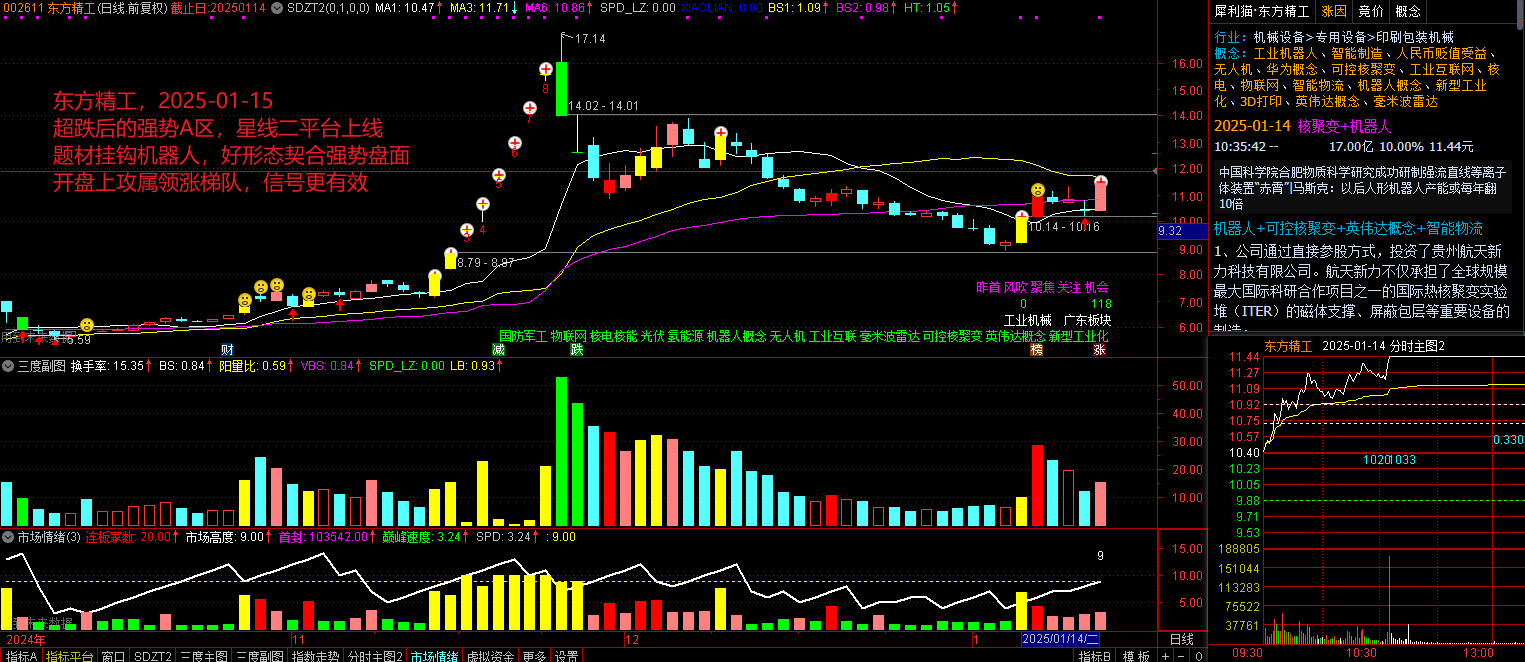 002611 东方精工(日线.前复权) 截止日:20250114 SDZT2(0,1,0,0) MA1: 10.47↑ MA3: 11.71↓ MA6: 10.86↑ SPD_LZ: 0.00 XIAOLIAN: 0.00 BS1: 1.09↑ BS2: 0.98↑ HT: 1.05↑
17.14
东方精工，2025-01-15
超跌后的强势A区，星线二平台上线
题材挂钩机器人，好形态契合强势盘面
开盘上攻属领涨梯队，信号更有效
14.02 - 14.01
8
7
6
5
4
3
8.79 - 8.97
10.14 - 10.16
5.59
16.00
15.00
14.00
13.00
12.00
11.00
10.00
9.32
9.00
8.00
7.00
6.00
昨首 风吹 聚焦 关注 机会
0 118
工业机械 广东板块
国防军工 物联网 核电核能 光伏 氢能源 机器人概念 无人机 工业互联 毫米波雷达 可控核聚变 英伟达概念 新型工业化
财 减 跌 榜 涨
三度副图 换手率: 15.35↑ BS: 0.84↑ 阳量比: 0.59↑ VBS: 0.84↑ SPD_LZ: 0.00 LB: 0.93↑
50.00
40.00
30.00
20.00
10.00
市场情绪(3) 连板家数: 20.00↑ 市场高度: 9.00↑ 首封: 103542.00↑ 巅峰速度: 3.24↑ SPD: 3.24↑ : 9.00
9
15.00
10.00
5.00
2024年 11 12 1 2025/01/14/二 日线
指标A 指标平台 窗口 SDZT2 三度主图 三度副图 指数走势 分时主图2 市场情绪 虚拟资金 更多 设置 指标B 模板 + - 0
犀利猫·东方精工 涨因 竞价 概念
行业: 机械设备>专用设备>印刷包装机械
概念: 工业机器人、智能制造、人民币贬值受益、
无人机、华为概念、可控核聚变、工业互联网、核
电、物联网、智能物流、机器人概念、新型工业
化、3D打印、英伟达概念、毫米波雷达
2025-01-14 核聚变+机器人
10:35:42 -- 17.00亿 10.00% 11.44元
中国科学院合肥物质科学研究完成功研制强流直线等离子
体装置“赤霄”|马斯克：以后人形机器人产能或每年翻
10倍
机器人+可控核聚变+英伟达概念+智能物流
1、公司通过直接参股方式，投资了贵州航天新
力科技有限公司。航天新力不仅承担了全球规模
最大国际科研合作项目之一的国际热核聚变实验
堆（ITER）的磁体支撑、屏蔽包层等重要设备的
制造；
东方精工 2025-01-14 分时主图2
11.44
11.27
11.09
10.92
10.75
10.57
10.40
10.23
10.05
9.88
9.71
9.53
0.330
1020
1033
188805
151044
113283
75522
37761
09:30 10:30 13:00